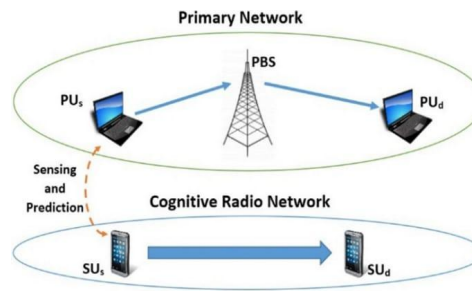 Primary Network
PBS
PUs
PUd
Sensing
and
Prediction
Cognitive Radio Network
SUs
SUd